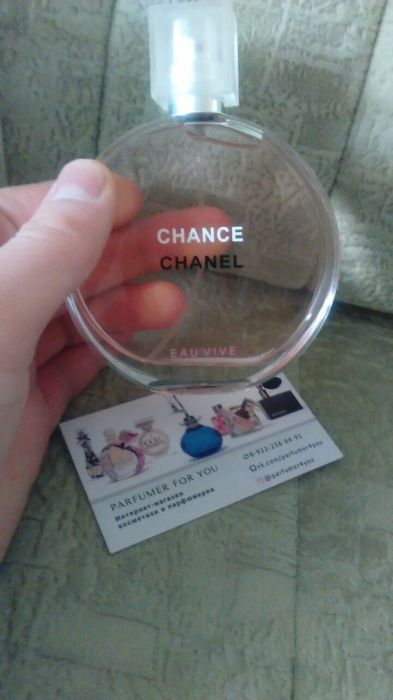 CHANCE
CHANEL
EAU VIVE
PARFUMER FOR YOU
Интернет-магазин
косметики и парфюмерии
8-922-238-84-91
vk.com/parfumer4you
@parfumer4you